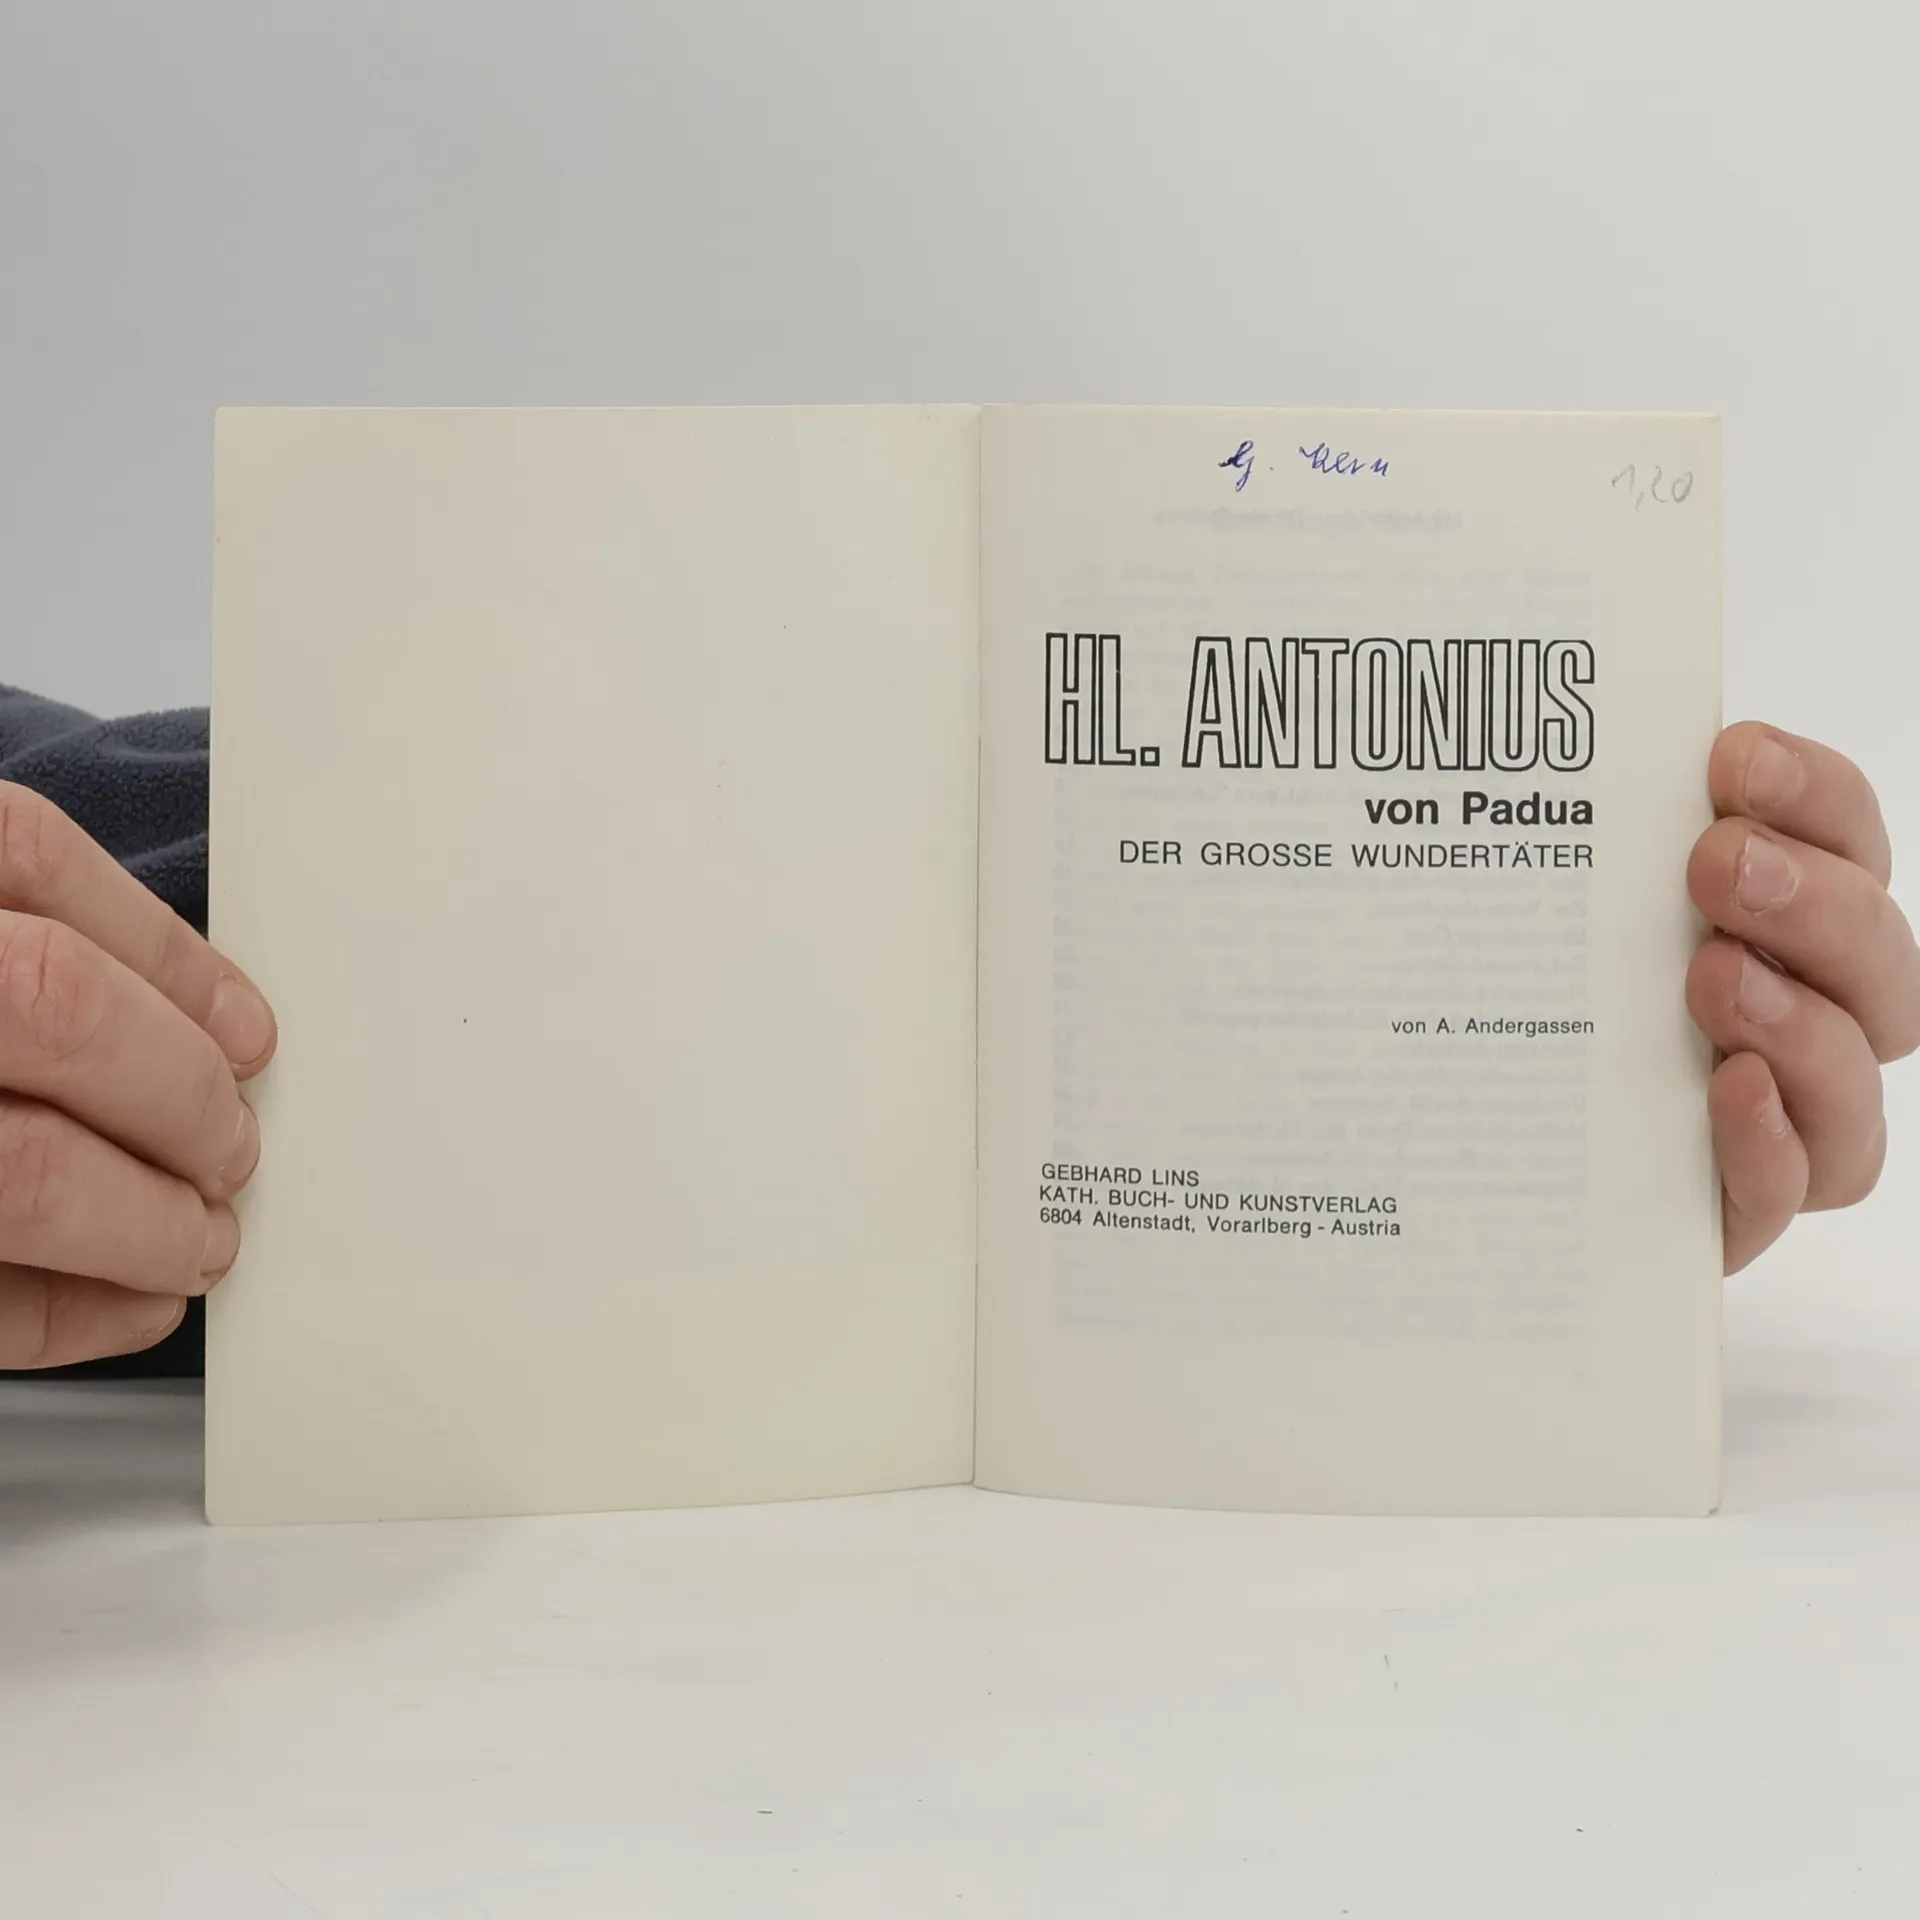 G. Kern
1,20
HL. ANTONIUS
von Padua
DER GROSSE WUNDERTÄTER
von A. Andergassen
GEBHARD LINS
KATH. BUCH- UND KUNSTVERLAG
6804 Altenstadt, Vorarlberg - Austria